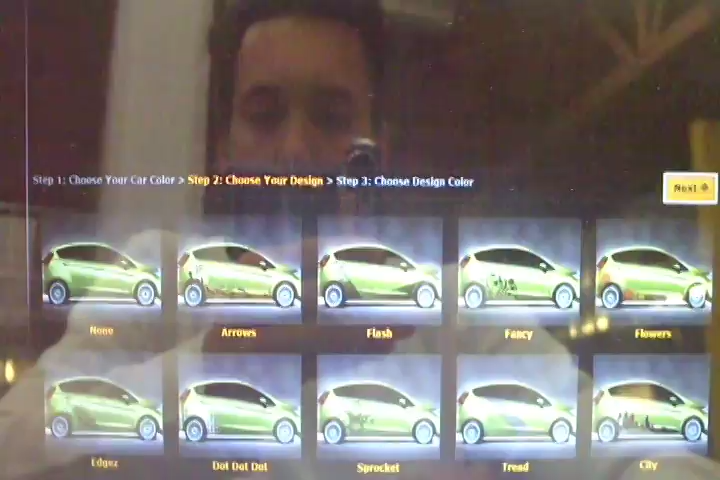 Step 1: Choose Your Car Color > Step 2: Choose Your Design > Step 3: Choose Design Color
Next
None Arrows Flash Fancy Flowers
Edgez Dot Dot Dot Sprocket Tread City